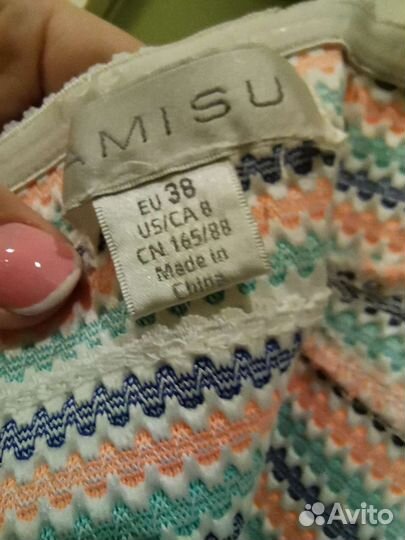 AMISU
EU 38
US/CA 8
CN 165/88
Made in
China
Avito